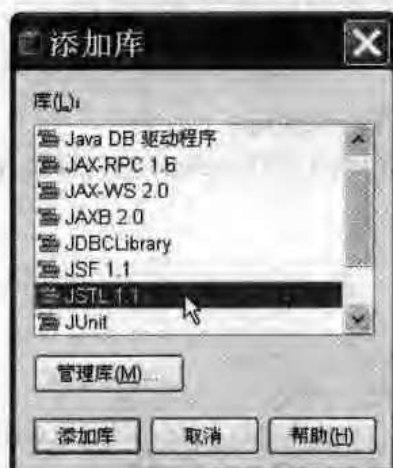 添加库
库(L):
Java DB 驱动程序
JAX-RPC 1.6
JAX-WS 2.0
JAXB 2.0
JDBCLibrary
JSF 1.1
JSTL 1.1
JUnit
管理库(M)...
添加库 取消 帮助(H)